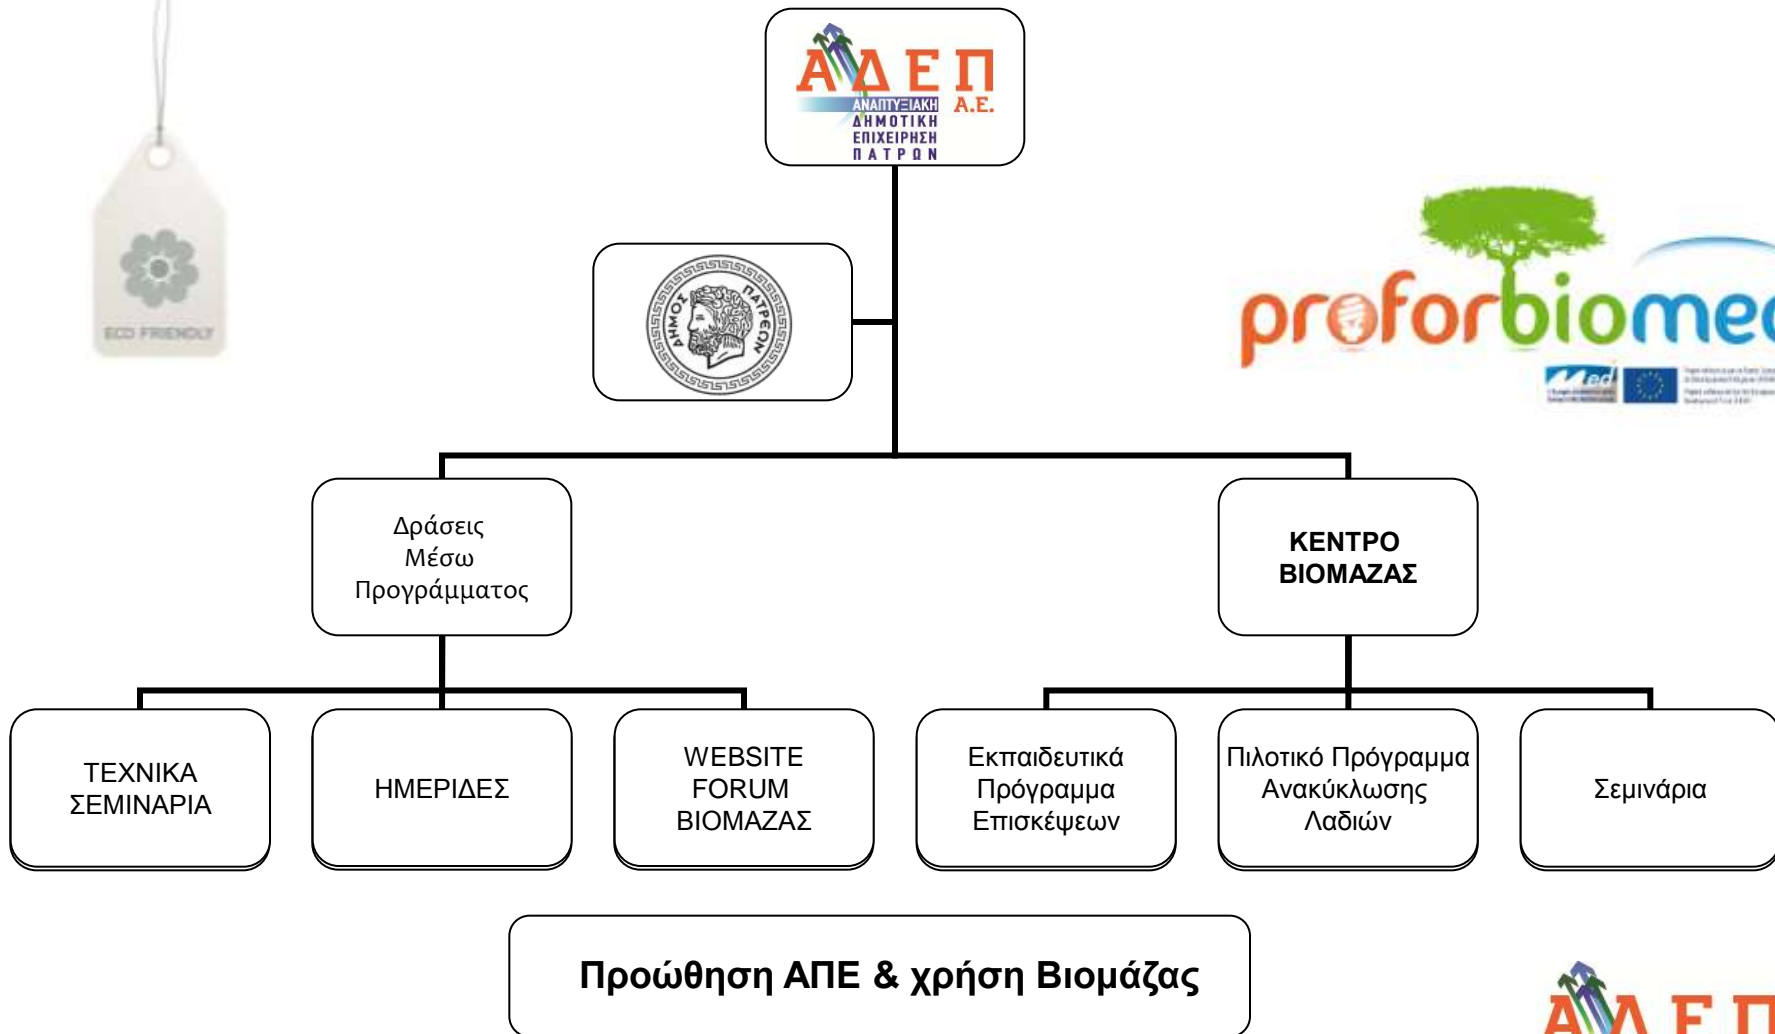 ΑΔΕΠ
Α.Ε.
ΑΝΑΠΤΥΞΙΑΚΗ
ΔΗΜΟΤΙΚΗ
ΕΠΙΧΕΙΡΗΣΗ
ΠΑΤΡΩΝ
ECO FRIENDLY
ΔΗΜΟΣ ΠΑΤΡΕΩΝ
proforbiomed
Med
Δράσεις
Μέσω
Προγράμματος
ΚΕΝΤΡΟ
ΒΙΟΜΑΖΑΣ
ΤΕΧΝΙΚΑ
ΣΕΜΙΝΑΡΙΑ
ΗΜΕΡΙΔΕΣ
WEBSITE
FORUM
ΒΙΟΜΑΖΑΣ
Εκπαιδευτικά
Πρόγραμμα
Επισκέψεων
Πιλοτικό Πρόγραμμα
Ανακύκλωσης
Λαδιών
Σεμινάρια
Προώθηση ΑΠΕ & χρήση Βιομάζας
ΑΔΕΠ